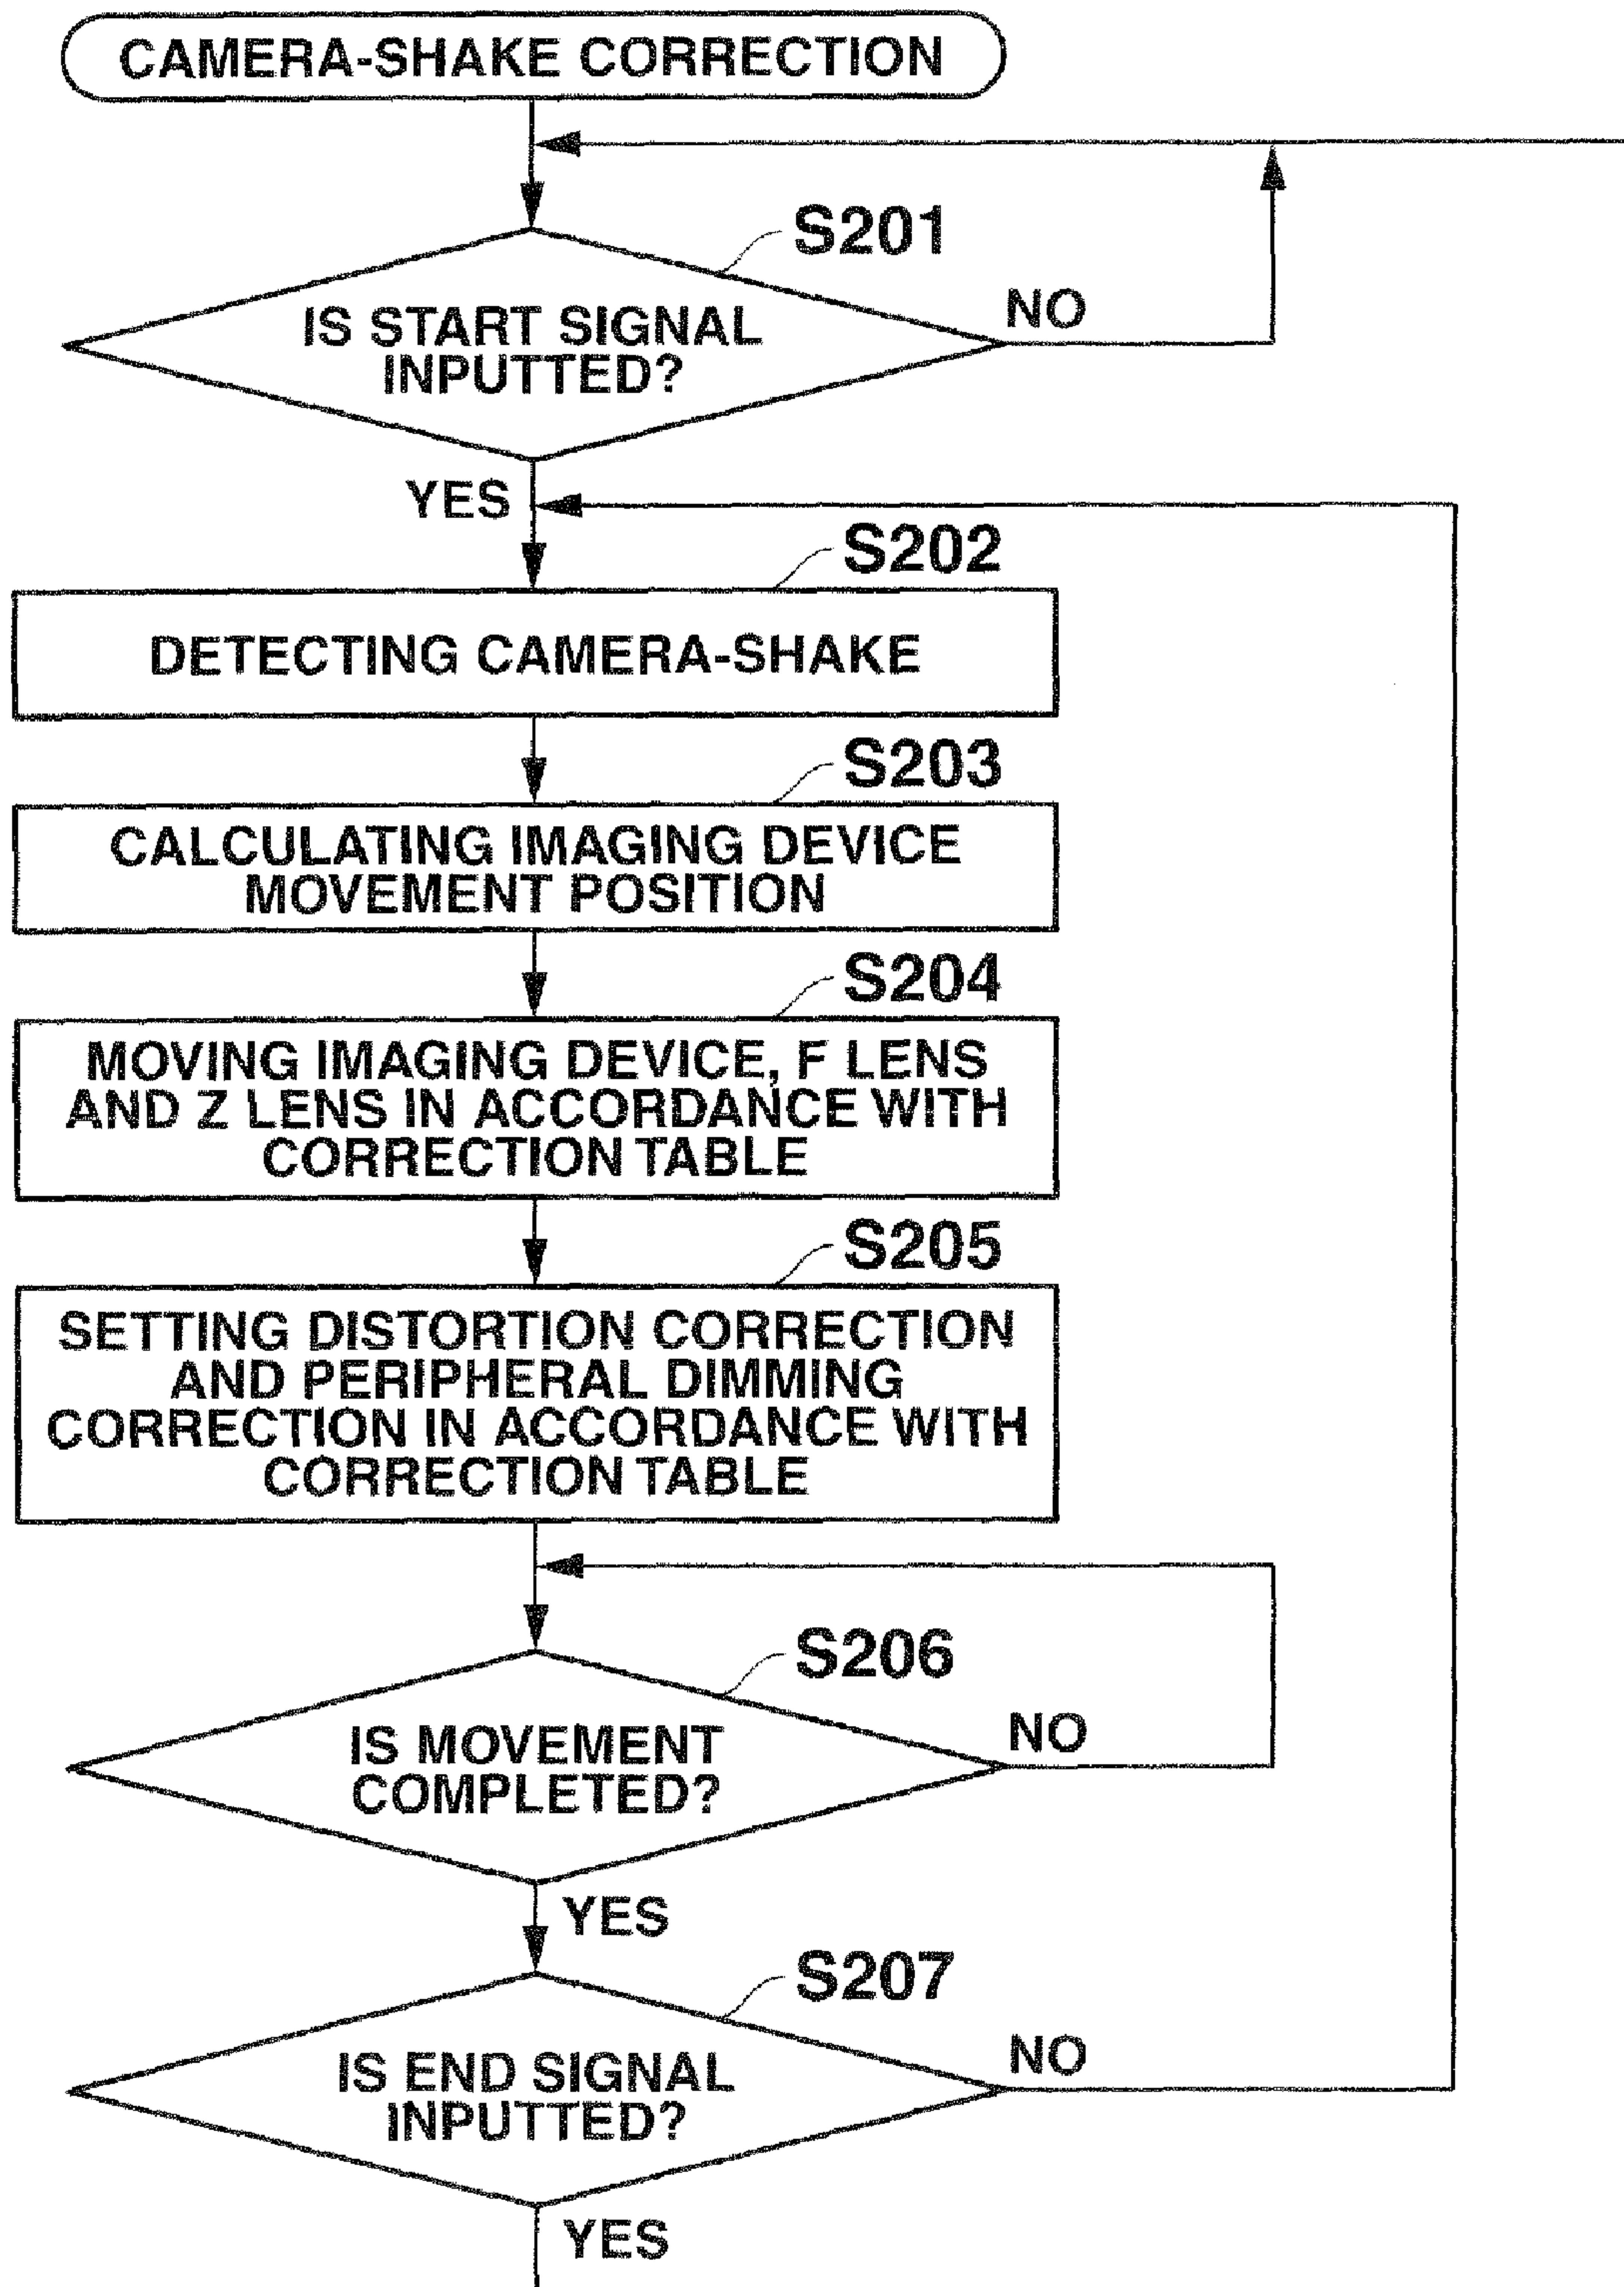 CAMERA-SHAKE CORRECTION
S201
IS START SIGNAL
INPUTTED?
NO
YES
S202
DETECTING CAMERA-SHAKE
S203
CALCULATING IMAGING DEVICE
MOVEMENT POSITION
S204
MOVING IMAGING DEVICE, F LENS
AND Z LENS IN ACCORDANCE WITH
CORRECTION TABLE
S205
SETTING DISTORTION CORRECTION
AND PERIPHERAL DIMMING
CORRECTION IN ACCORDANCE WITH
CORRECTION TABLE
S206
IS MOVEMENT
COMPLETED?
NO
YES
S207
IS END SIGNAL
INPUTTED?
NO
YES